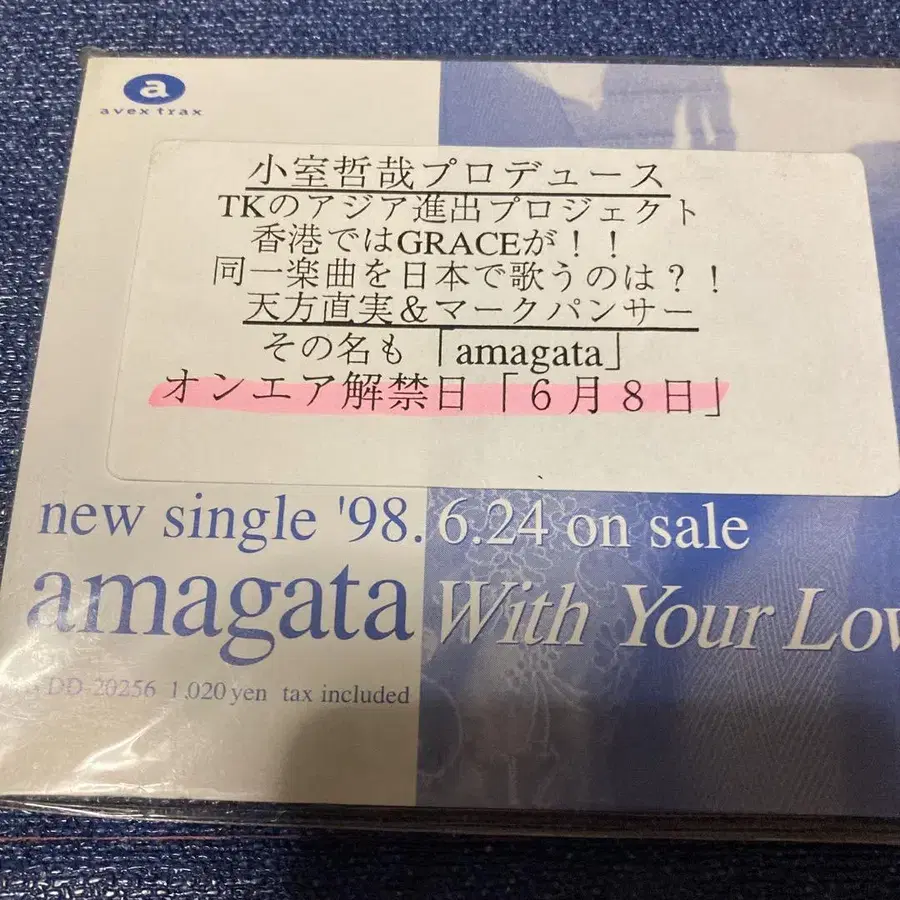 a
avex trax
小室哲哉プロデュース
TKのアジア進出プロジェクト
香港ではGRACEが！！
同一楽曲を日本で歌うのは？！
天方直実＆マークパンサー
その名も「amagata」
オンエア解禁日「６月８日」
new single '98. 6.24 on sale
amagata With Your Lov
DD-20256 1,020 yen tax included